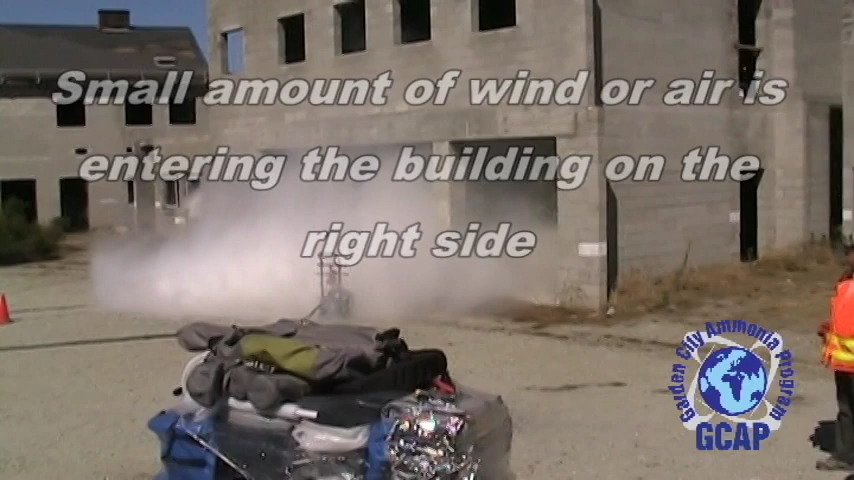 Small amount of wind or air is
entering the building on the
right side
Garden City Ammonia Program
GCAP